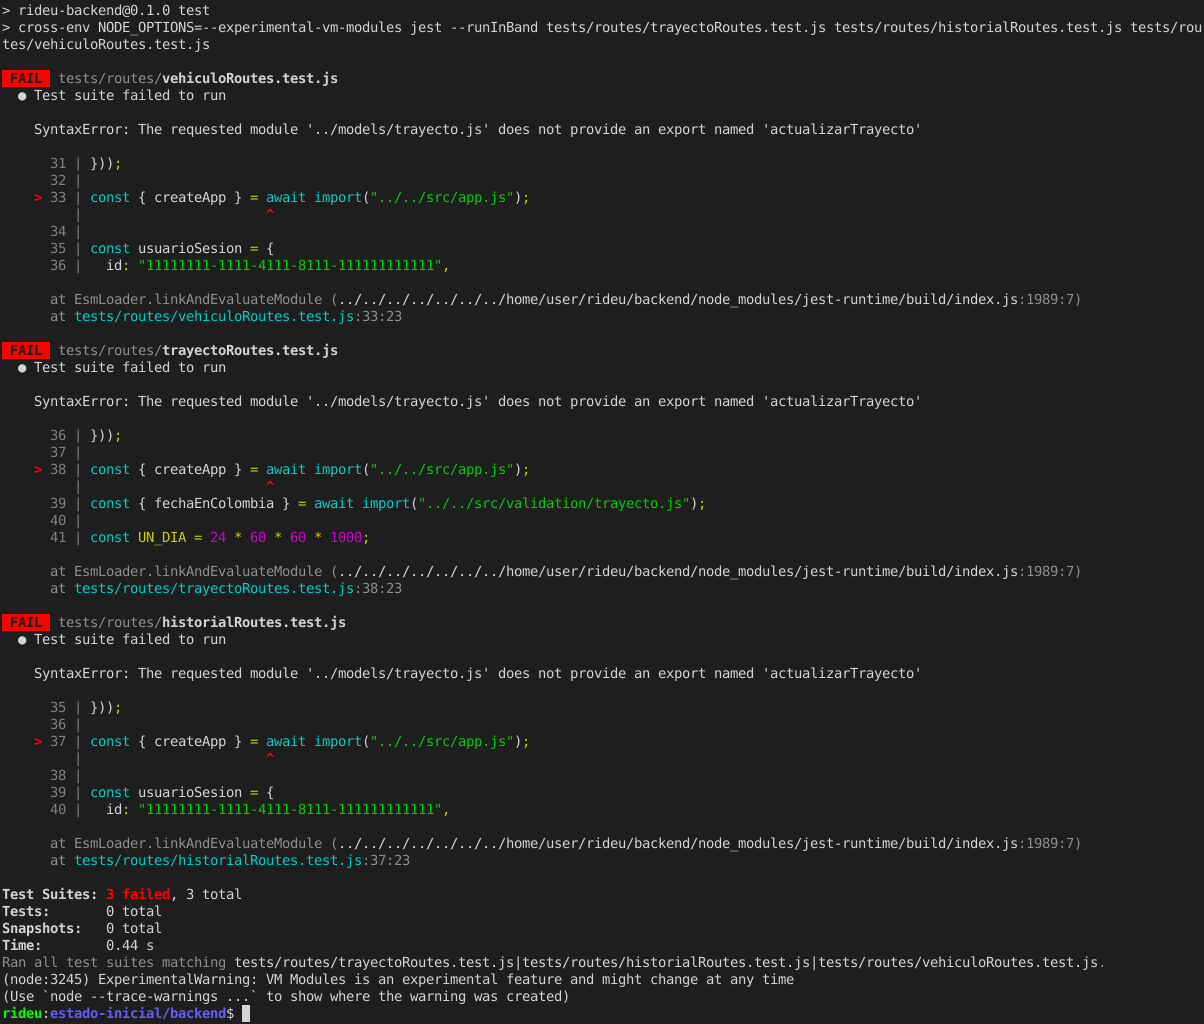 > rideu-backend@0.1.0 test
> cross-env NODE_OPTIONS=--experimental-vm-modules jest --runInBand tests/routes/trayectoRoutes.test.js tests/routes/historialRoutes.test.js tests/rou
tes/vehiculoRoutes.test.js
FAIL tests/routes/vehiculoRoutes.test.js
● Test suite failed to run
SyntaxError: The requested module '../models/trayecto.js' does not provide an export named 'actualizarTrayecto'
31 | }));
32 |
> 33 | const { createApp } = await import("../../src/app.js");
| ^
34 |
35 | const usuarioSesion = {
36 | id: "11111111-1111-4111-8111-111111111111",
at EsmLoader.linkAndEvaluateModule (../../../../../../../home/user/rideu/backend/node_modules/jest-runtime/build/index.js:1989:7)
at tests/routes/vehiculoRoutes.test.js:33:23
FAIL tests/routes/trayectoRoutes.test.js
● Test suite failed to run
SyntaxError: The requested module '../models/trayecto.js' does not provide an export named 'actualizarTrayecto'
36 | }));
37 |
> 38 | const { createApp } = await import("../../src/app.js");
| ^
39 | const { fechaEnColombia } = await import("../../src/validation/trayecto.js");
40 |
41 | const UN_DIA = 24 * 60 * 60 * 1000;
at EsmLoader.linkAndEvaluateModule (../../../../../../../home/user/rideu/backend/node_modules/jest-runtime/build/index.js:1989:7)
at tests/routes/trayectoRoutes.test.js:38:23
FAIL tests/routes/historialRoutes.test.js
● Test suite failed to run
SyntaxError: The requested module '../models/trayecto.js' does not provide an export named 'actualizarTrayecto'
35 | }));
36 |
> 37 | const { createApp } = await import("../../src/app.js");
| ^
38 |
39 | const usuarioSesion = {
40 | id: "11111111-1111-4111-8111-111111111111",
at EsmLoader.linkAndEvaluateModule (../../../../../../../home/user/rideu/backend/node_modules/jest-runtime/build/index.js:1989:7)
at tests/routes/historialRoutes.test.js:37:23
Test Suites: 3 failed, 3 total
Tests: 0 total
Snapshots: 0 total
Time: 0.44 s
Ran all test suites matching tests/routes/trayectoRoutes.test.js|tests/routes/historialRoutes.test.js|tests/routes/vehiculoRoutes.test.js.
(node:3245) ExperimentalWarning: VM Modules is an experimental feature and might change at any time
(Use `node --trace-warnings ...` to show where the warning was created)
rideu:estado-inicial/backend$